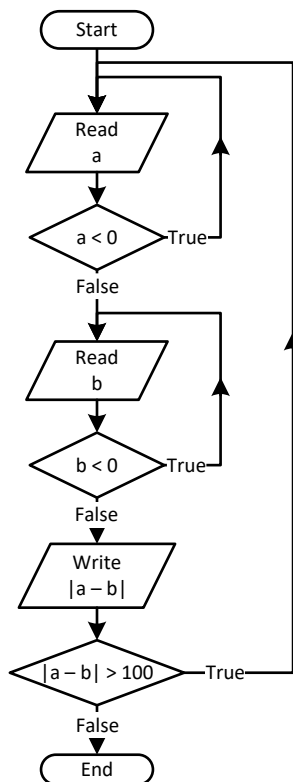 Start
Read
a
a < 0
True
False
Read
b
b < 0
True
False
Write
|a – b|
|a – b| > 100
True
False
End